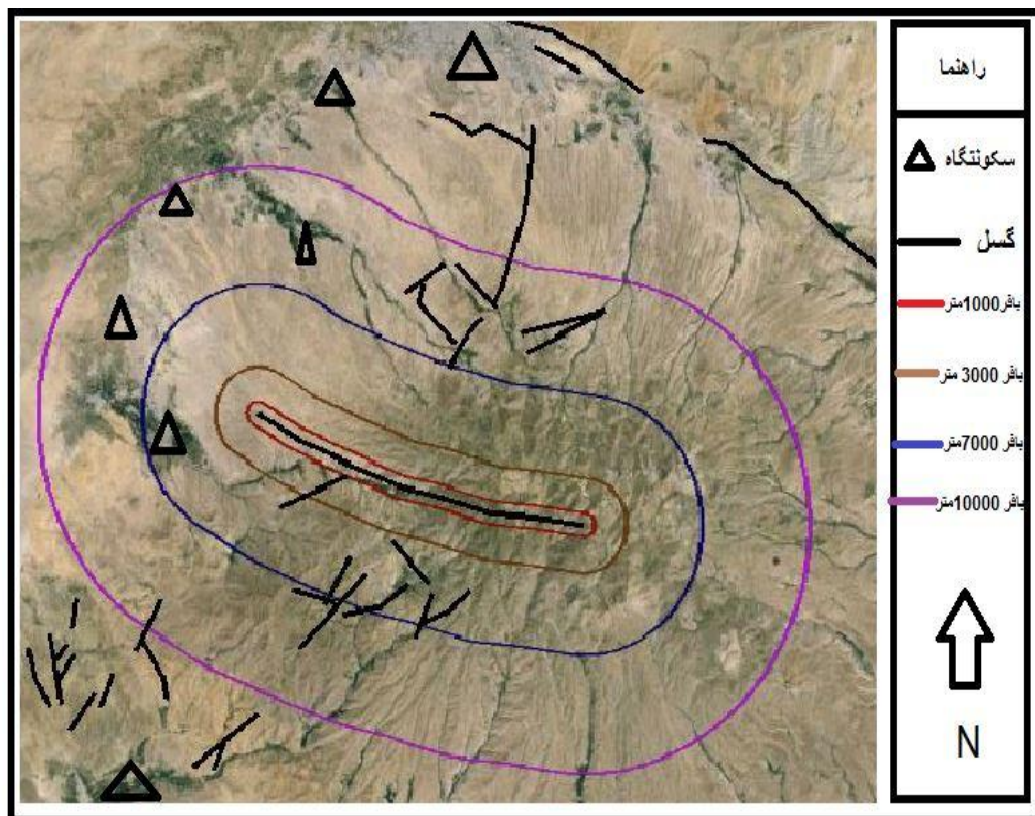 راهنما
سکونتگاه
گسل
بافر1000متر
بافر 3000 متر
بافر 7000متر
بافر 10000متر
N